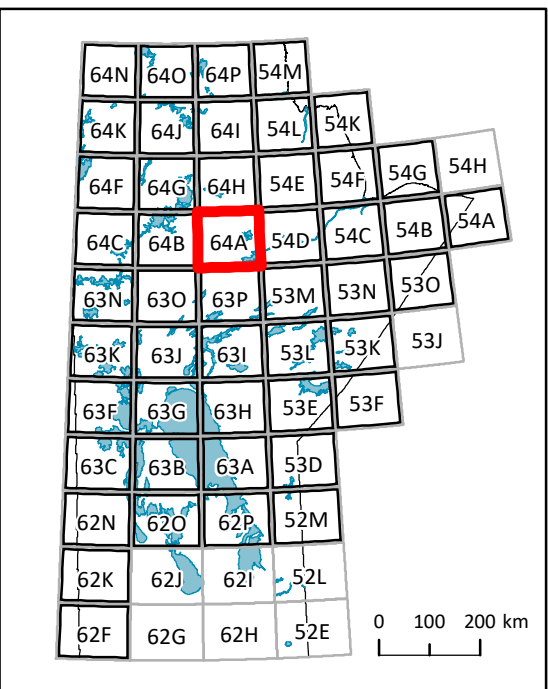 64N 64O 64P 54M
64K 64J 64I 54L 54K
64F 64G 64H 54E 54F 54G 54H
64C 64B 64A 54D 54C 54B 54A
63N 63O 63P 53M 53N 53O
63K 63J 63I 53L 53K 53J
63F 63G 63H 53E 53F
63C 63B 63A 53D
62N 62O 62P 52M
62K 62J 62I 52L
62F 62G 62H 52E
0 100 200 km